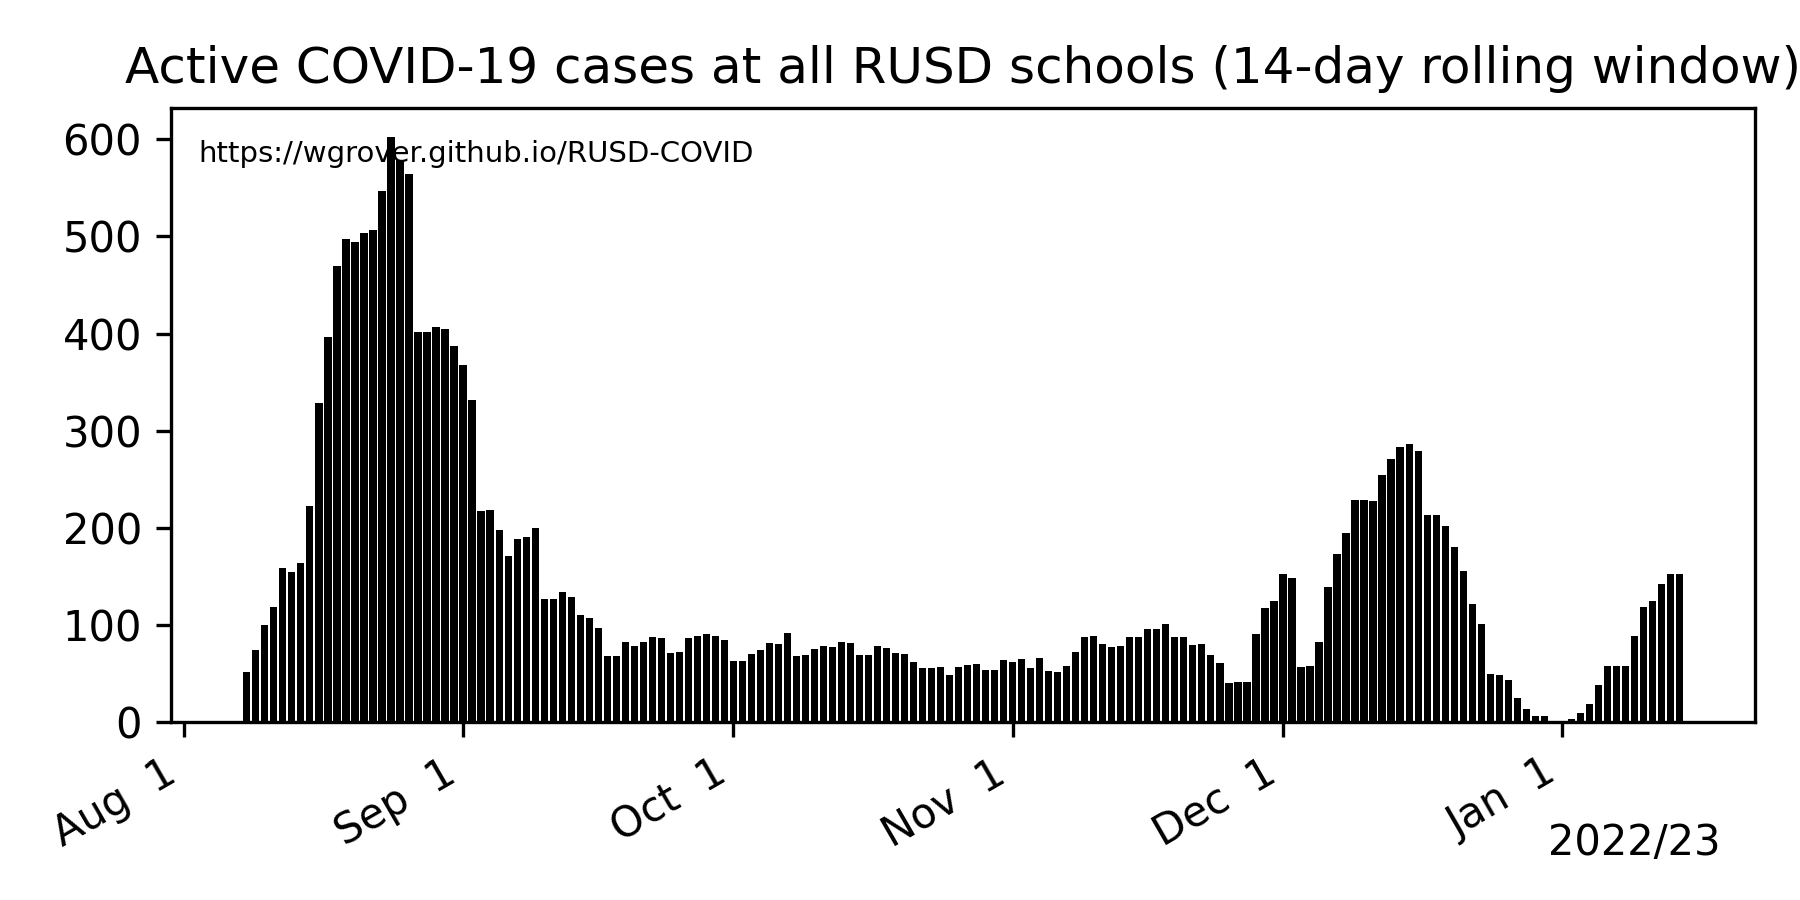 Active COVID-19 cases at all RUSD schools (14-day rolling window)
https://wgrover.github.io/RUSD-COVID
600
500
400
300
200
100
0
Aug 1
Sep 1
Oct 1
Nov 1
Dec 1
Jan 1
2022/23